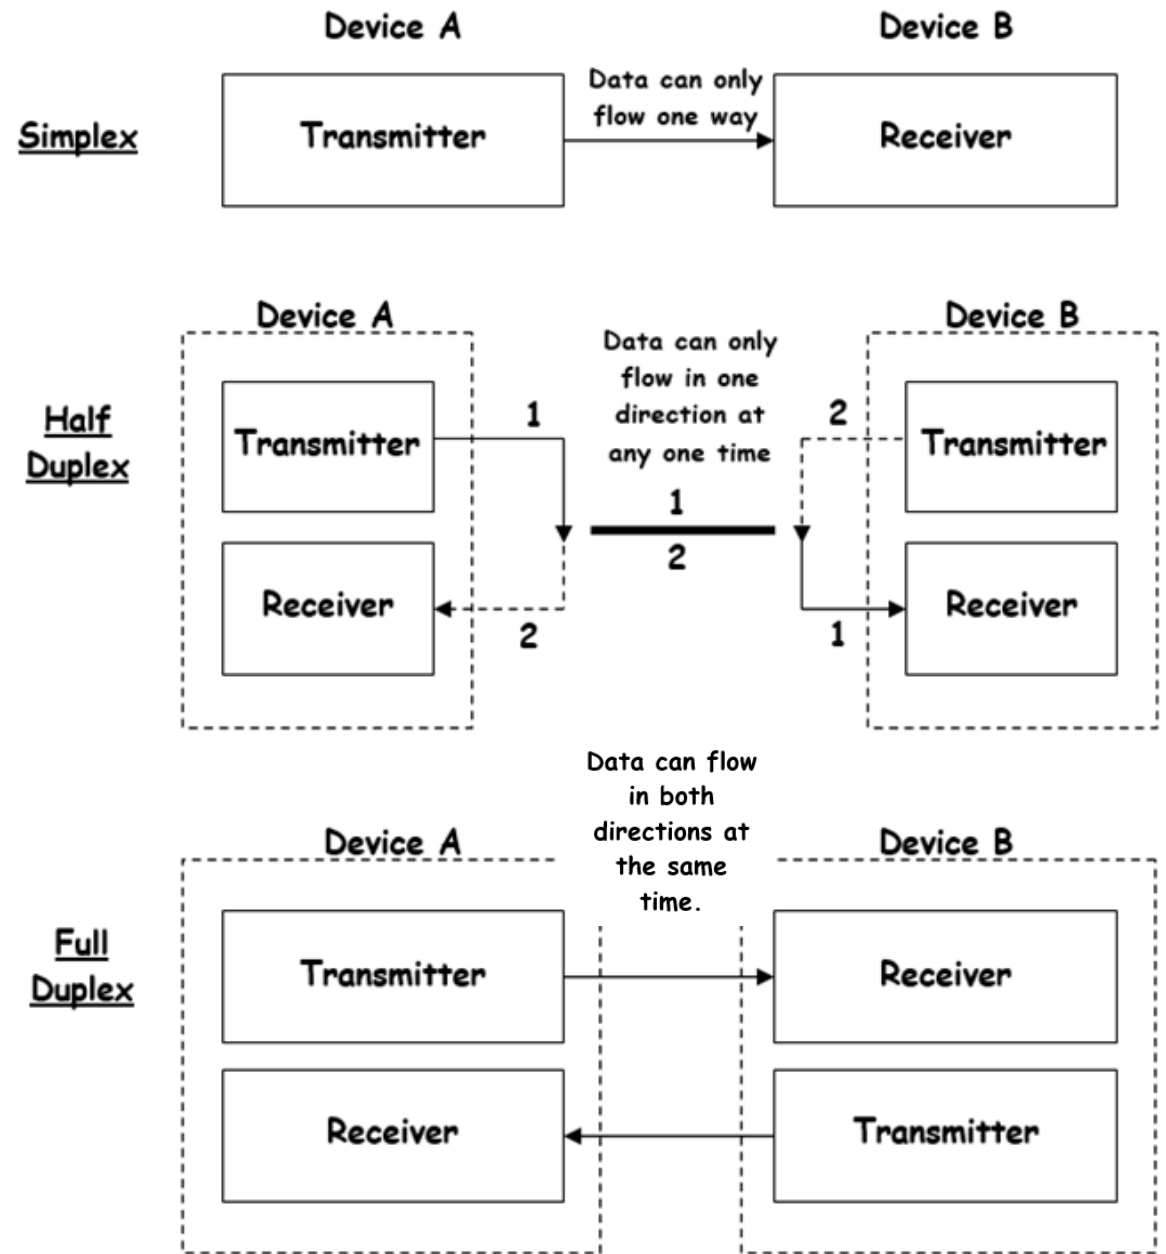 Device A
Device B
Simplex
Transmitter
Data can only
flow one way
Receiver
Device A
Device B
Half
Duplex
Transmitter
1
Data can only
flow in one
direction at
any one time
2
Transmitter
1
2
Receiver
2
1
Receiver
Data can flow
in both
directions at
the same
time.
Device A
Device B
Full
Duplex
Transmitter
Receiver
Receiver
Transmitter